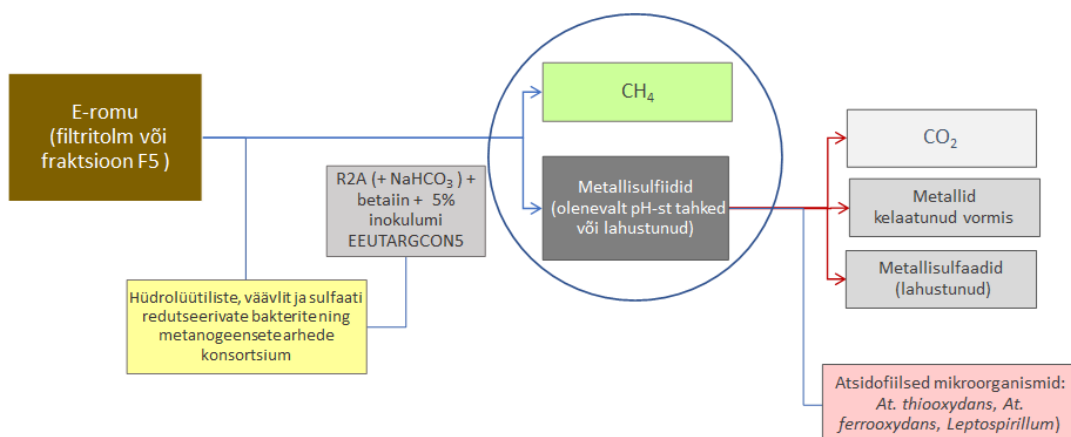 E-romu
(filtritolm või
fraktsioon F5 )
R2A (+ NaHCO₃ ) +
betaiin + 5%
inokulumi
EEUTARGCON5
Hüdrolüütiliste, väävlit ja sulfaati
redutseerivate bakterite ning
metanogeensete arhede
konsortsium
CH₄
Metallisulfiidid
(olenevalt pH-st tahked
või lahustunud)
CO₂
Metallid
kelaatunud vormis
Metallisulfaadid
(lahustunud)
Atsidofiilsed mikroorganismid:
At. thiooxydans, At.
ferrooxydans, Leptospirillum)